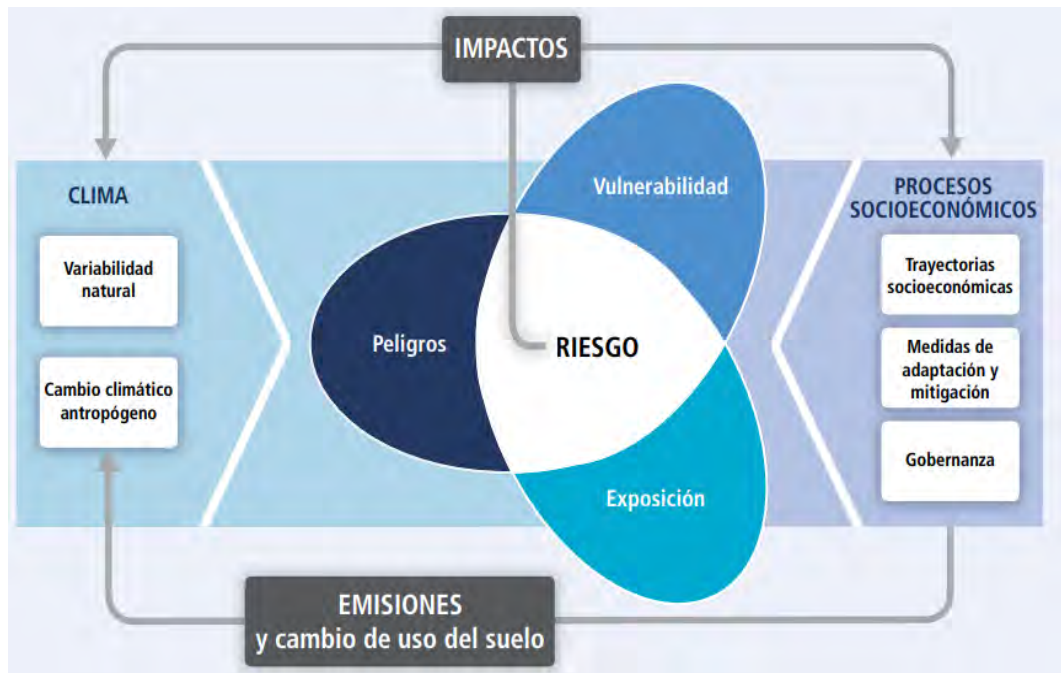 IMPACTOS
CLIMA
Variabilidad
natural
Cambio climático
antropógeno
Peligros
RIESGO
Vulnerabilidad
Exposición
PROCESOS
SOCIOECONÓMICOS
Trayectorias
socioeconómicas
Medidas de
adaptación y
mitigación
Gobernanza
EMISIONES
y cambio de uso del suelo